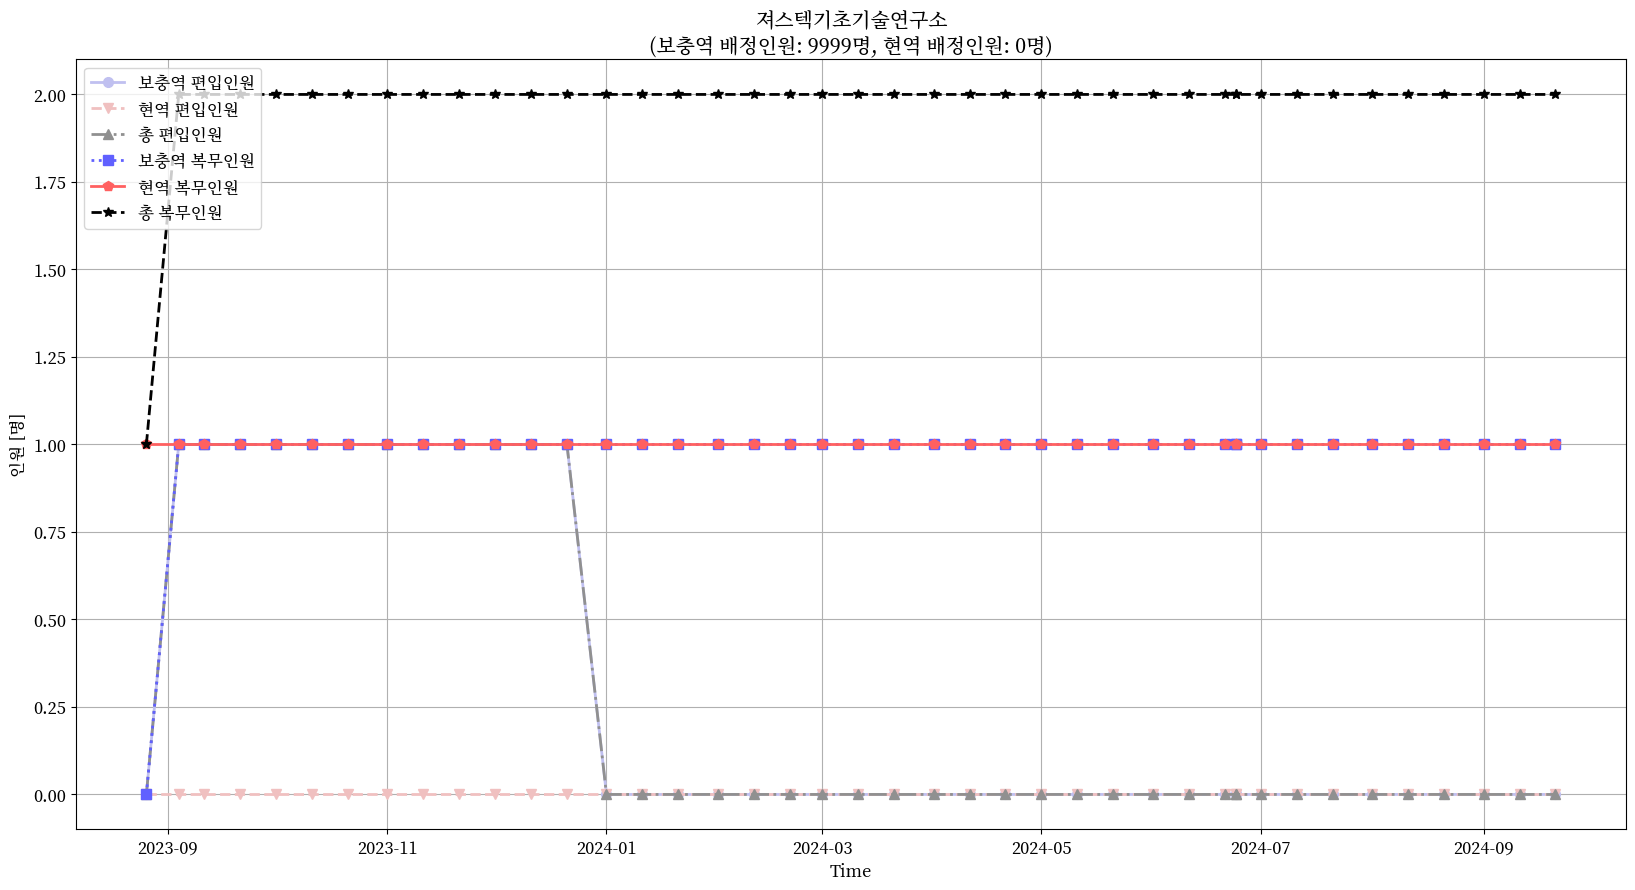 져스텍기초기술연구소
(보충역 배정인원: 9999명, 현역 배정인원: 0명)
보충역 편입인원
현역 편입인원
총 편입인원
보충역 복무인원
현역 복무인원
총 복무인원
인원 [명]
2.00
1.75
1.50
1.25
1.00
0.75
0.50
0.25
0.00
2023-09
2023-11
2024-01
2024-03
2024-05
2024-07
2024-09
Time